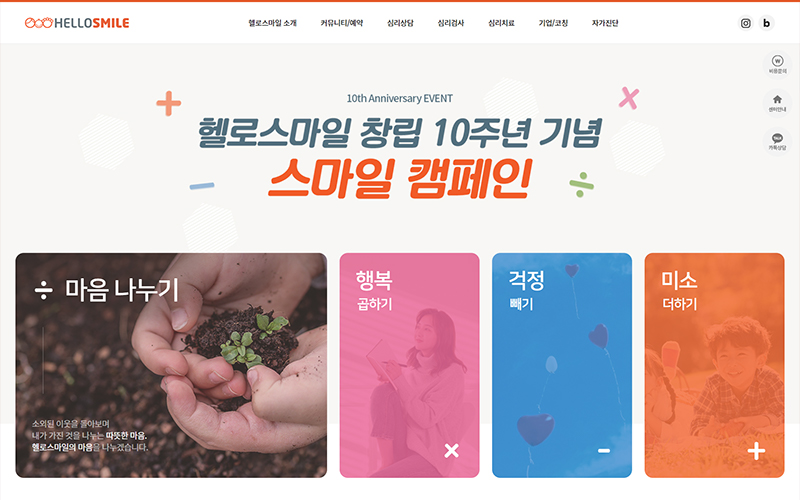 HELLOSMILE
헬로스마일 소개
커뮤니티/예약
심리상담
심리검사
심리치료
기업/코칭
자가진단
b
W
비용문의
센터안내
TALK
카톡상담
10th Anniversary EVENT
헬로스마일 창립 10주년 기념
스마일 캠페인
÷ 마음 나누기
소외된 이웃을 돌아보며
내가 가진 것을 나누는 따뜻한 마음.
헬로스마일의 마음을 나누겠습니다.
행복
곱하기
×
걱정
빼기
−
미소
더하기
+